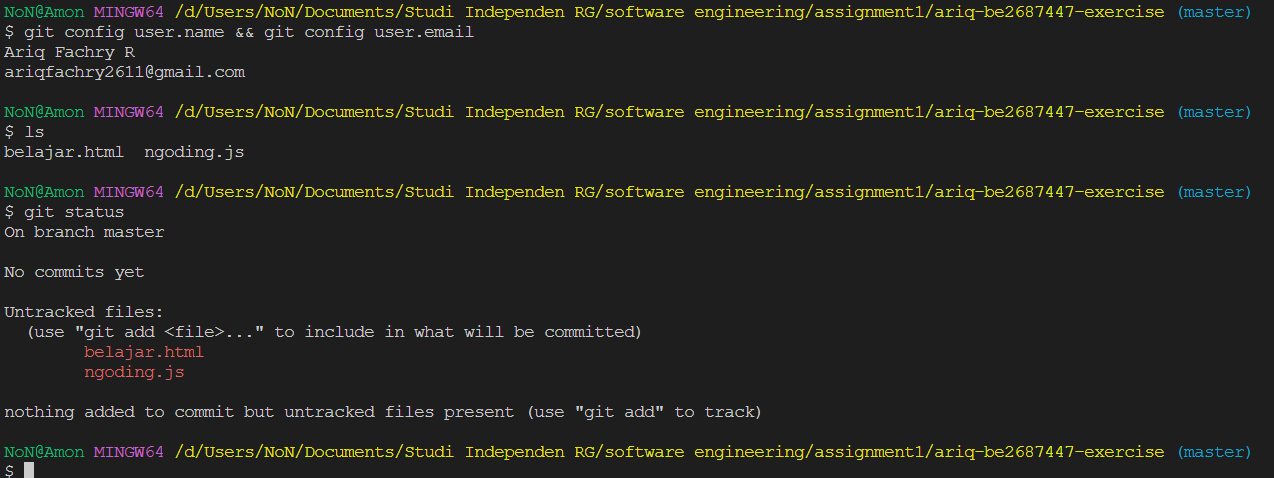 NoN@Amon MINGW64 /d/Users/NoN/Documents/Studi Independen RG/software engineering/assignment1/ariq-be2687447-exercise (master)
$ git config user.name && git config user.email
Ariq Fachry R
ariqfachry2611@gmail.com
NoN@Amon MINGW64 /d/Users/NoN/Documents/Studi Independen RG/software engineering/assignment1/ariq-be2687447-exercise (master)
$ ls
belajar.html  ngoding.js
NoN@Amon MINGW64 /d/Users/NoN/Documents/Studi Independen RG/software engineering/assignment1/ariq-be2687447-exercise (master)
$ git status
On branch master
No commits yet
Untracked files:
  (use "git add <file>..." to include in what will be committed)
        belajar.html
        ngoding.js
nothing added to commit but untracked files present (use "git add" to track)
NoN@Amon MINGW64 /d/Users/NoN/Documents/Studi Independen RG/software engineering/assignment1/ariq-be2687447-exercise (master)
$